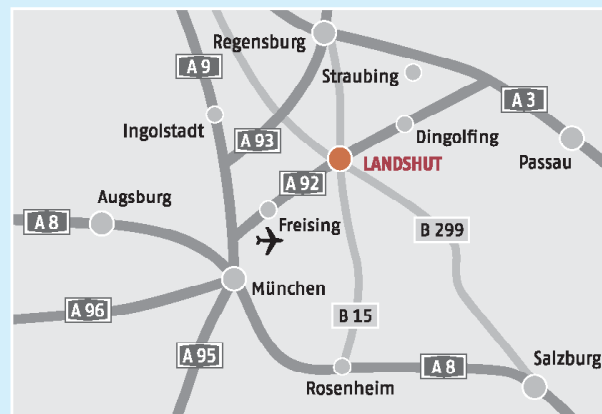 Regensburg
A 9
Straubing
A 3
Ingolstadt
A 93
Dingolfing
Passau
LANDSHUT
A 92
Augsburg
A 8
Freising
B 299
München
A 96
B 15
A 95
A 8
Salzburg
Rosenheim